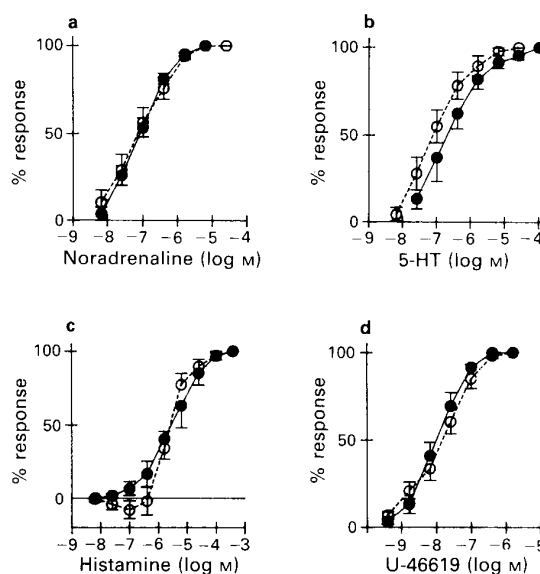 a
100
50
0
% response
−9 −8 −7 −6 −5 −4
Noradrenaline (log M)
b
100
50
0
% response
−9 −8 −7 −6 −5 −4
5-HT (log M)
c
100
50
0
% response
−9 −8 −7 −6 −5 −4 −3
Histamine (log M)
d
100
50
0
% response
−10 −9 −8 −7 −6 −5
U-46619 (log M)